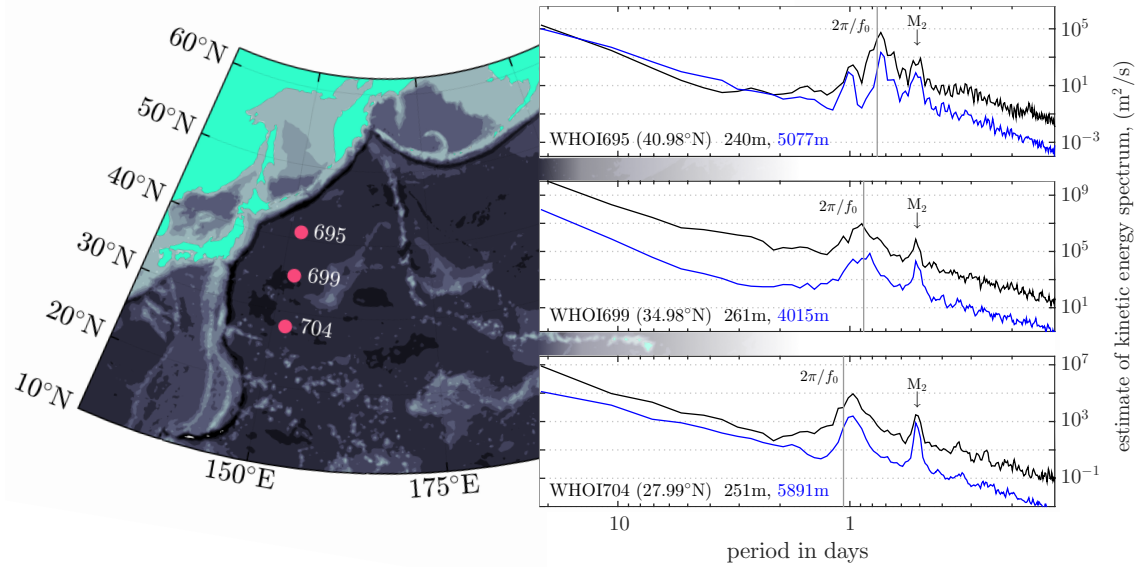 60°N
50°N
40°N
30°N
20°N
10°N
150°E
175°E
695
699
704
2π/f₀
M₂
10⁵
10¹
10⁻³
WHOI695 (40.98°N) 240m, 5077m
2π/f₀
M₂
10⁹
10⁵
10¹
WHOI699 (34.98°N) 261m, 4015m
2π/f₀
M₂
10⁷
10³
10⁻¹
WHOI704 (27.99°N) 251m, 5891m
10
1
period in days
estimate of kinetic energy spectrum, (m²/s)